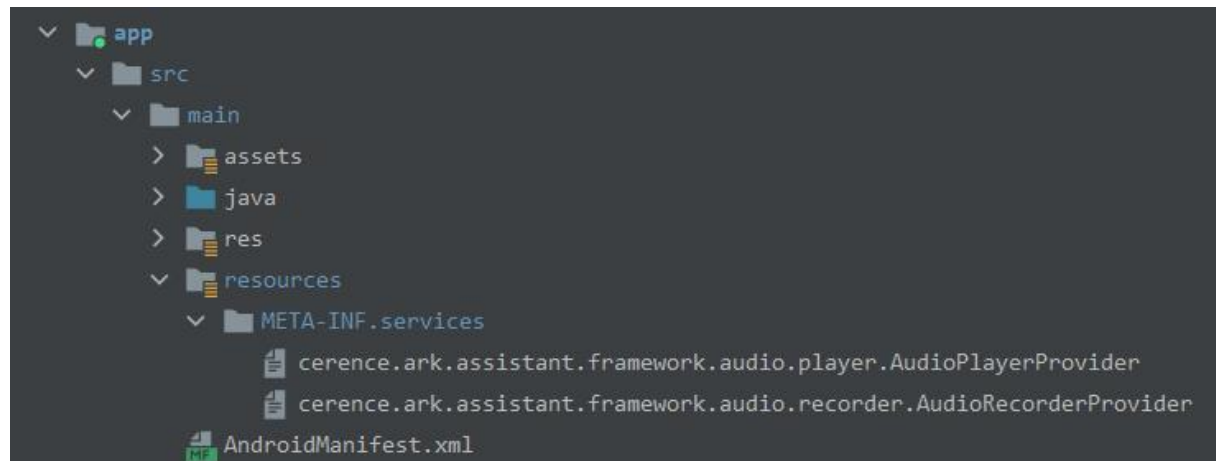 app
src
main
assets
java
res
resources
META-INF.services
cerence.ark.assistant.framework.audio.player.AudioPlayerProvider
cerence.ark.assistant.framework.audio.recorder.AudioRecorderProvider
MF AndroidManifest.xml